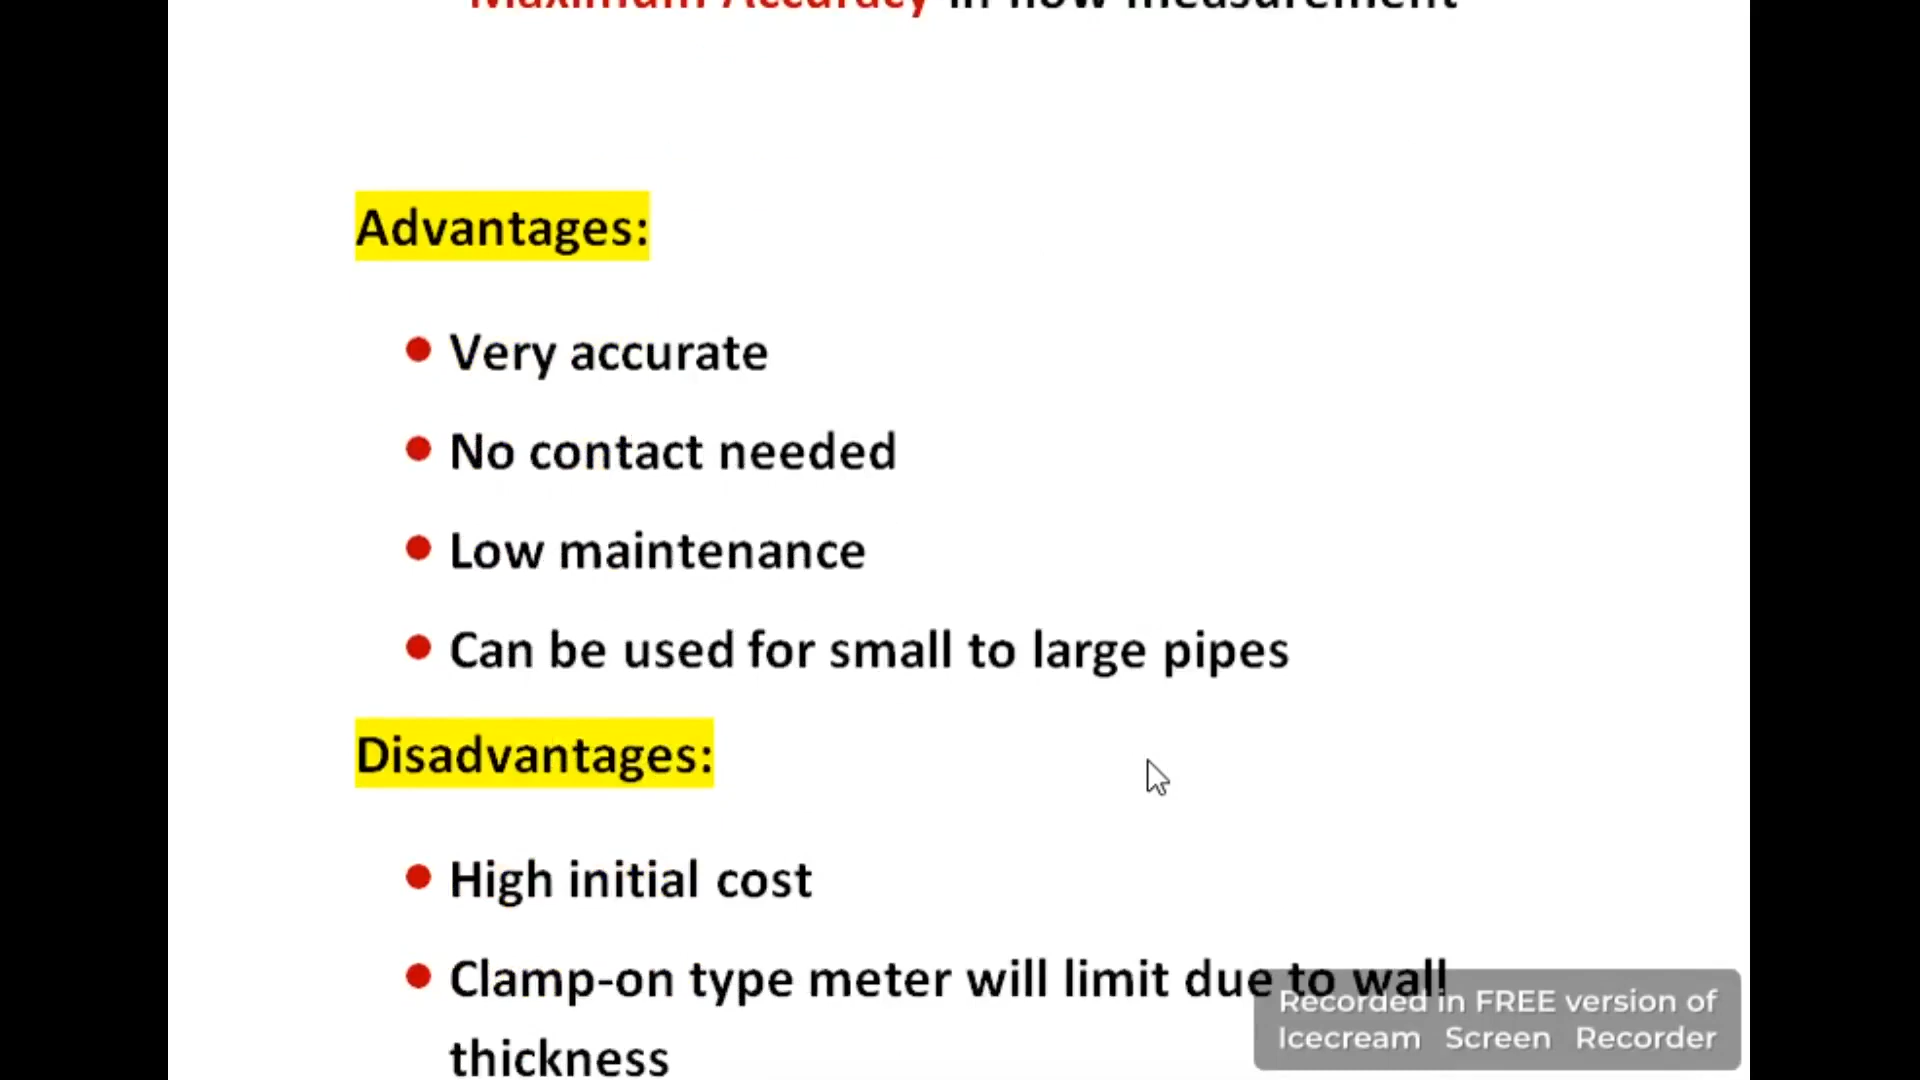 Maximum Accuracy in flow measurement
Advantages:
Very accurate
No contact needed
Low maintenance
Can be used for small to large pipes
Disadvantages:
High initial cost
Clamp-on type meter will limit due to wall
thickness
Recorded in FREE version of
Icecream Screen Recorder